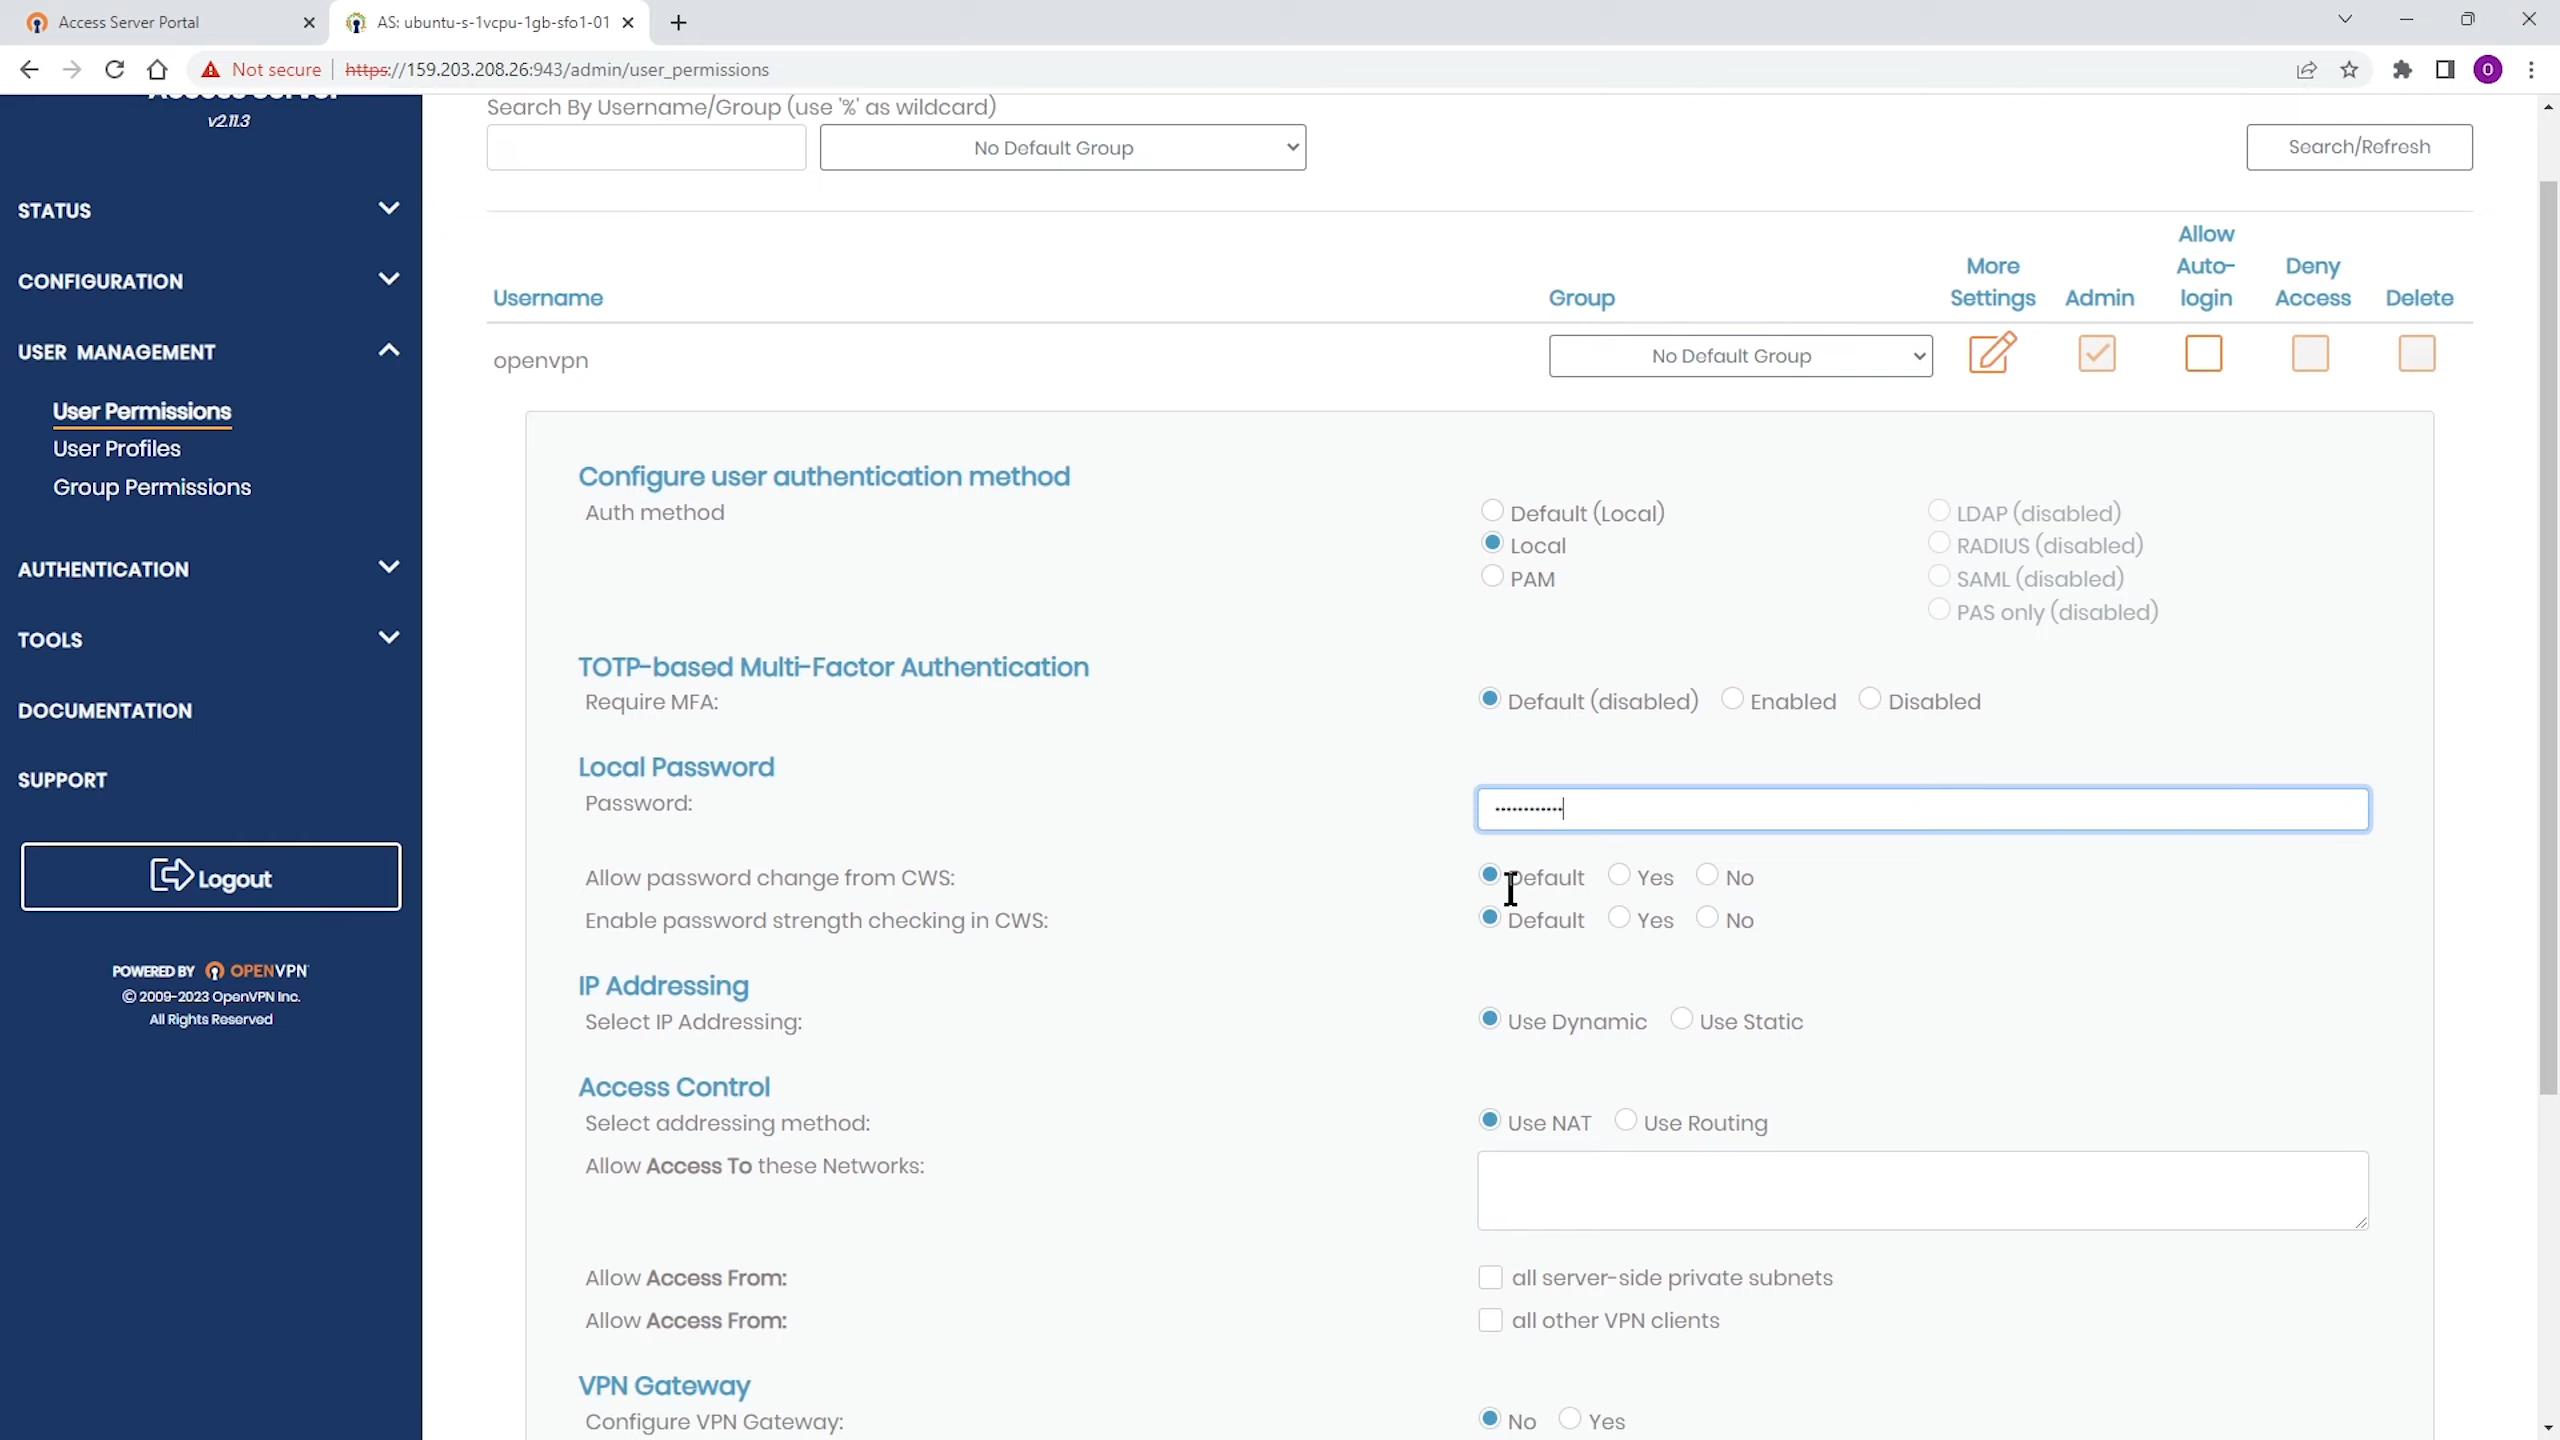 Access Server Portal
AS: ubuntu-s-1vcpu-1gb-sfo1-01
Not secure
https://159.203.208.26:943/admin/user_permissions
O
Access Server
v2.11.3
STATUS
CONFIGURATION
USER MANAGEMENT
User Permissions
User Profiles
Group Permissions
AUTHENTICATION
TOOLS
DOCUMENTATION
SUPPORT
Logout
POWERED BY OPENVPN
© 2009-2023 OpenVPN Inc.
All Rights Reserved
Search By Username/Group (use '%' as wildcard)
No Default Group
Search/Refresh
Username
Group
More Settings
Admin
Allow Auto-login
Deny Access
Delete
openvpn
No Default Group
Configure user authentication method
Auth method
Default (Local)
Local
PAM
LDAP (disabled)
RADIUS (disabled)
SAML (disabled)
PAS only (disabled)
TOTP-based Multi-Factor Authentication
Require MFA:
Default (disabled) Enabled Disabled
Local Password
Password:
Allow password change from CWS:
Default Yes No
Enable password strength checking in CWS:
Default Yes No
IP Addressing
Select IP Addressing:
Use Dynamic Use Static
Access Control
Select addressing method:
Use NAT Use Routing
Allow Access To these Networks:
Allow Access From:
all server-side private subnets
Allow Access From:
all other VPN clients
VPN Gateway
Configure VPN Gateway:
No Yes